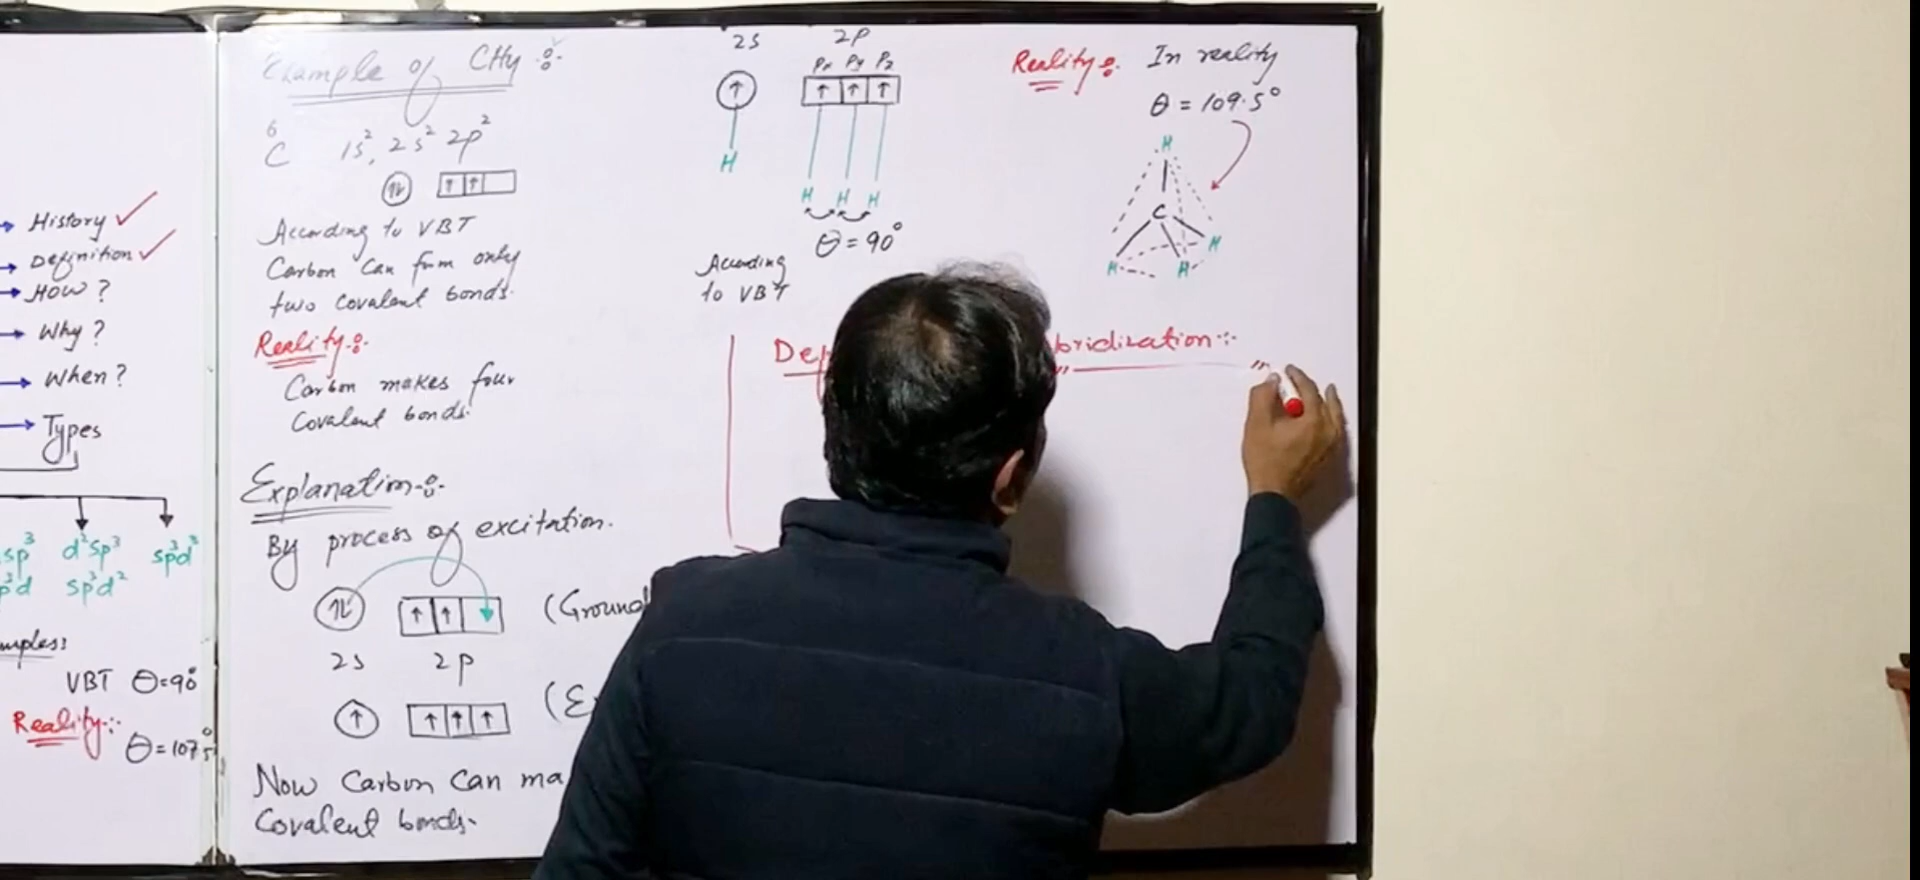 History
Definition
How?
Why?
When?
Types
sp³ d²sp³ sp³d³
sp³d²
VBT θ=90°
Reality:-
θ=107.5°
Example of CH4 :-
6
C 1s², 2s² 2p²
According to VBT
Carbon can form only
two covalent bonds.
Reality:-
Carbon makes four
Covalent bonds.
Explanation:-
By process of excitation.
2s 2p
Now Carbon Can
Covalent bonds.
2s 2p
Px Py Pz
H
H H H
θ = 90°
According
to VBT
Reality:- In reality
θ = 109.5°
H
C
H H H
bridization:-